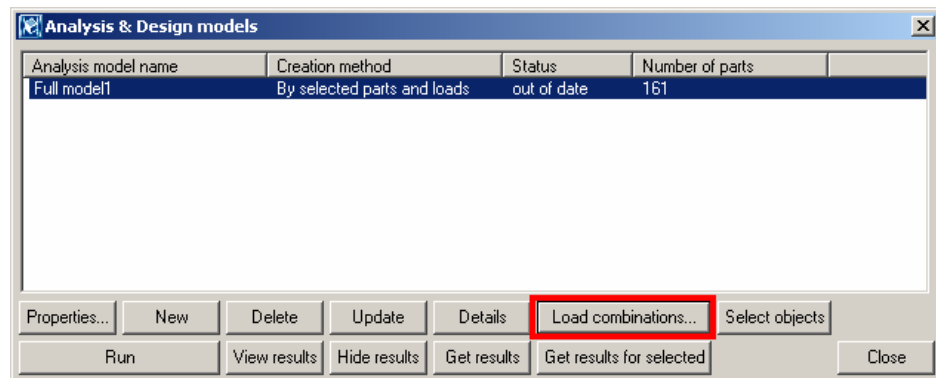 Analysis & Design models
Analysis model name Creation method Status Number of parts
Full model1 By selected parts and loads out of date 161
Properties... New Delete Update Details Load combinations... Select objects
Run View results Hide results Get results Get results for selected Close